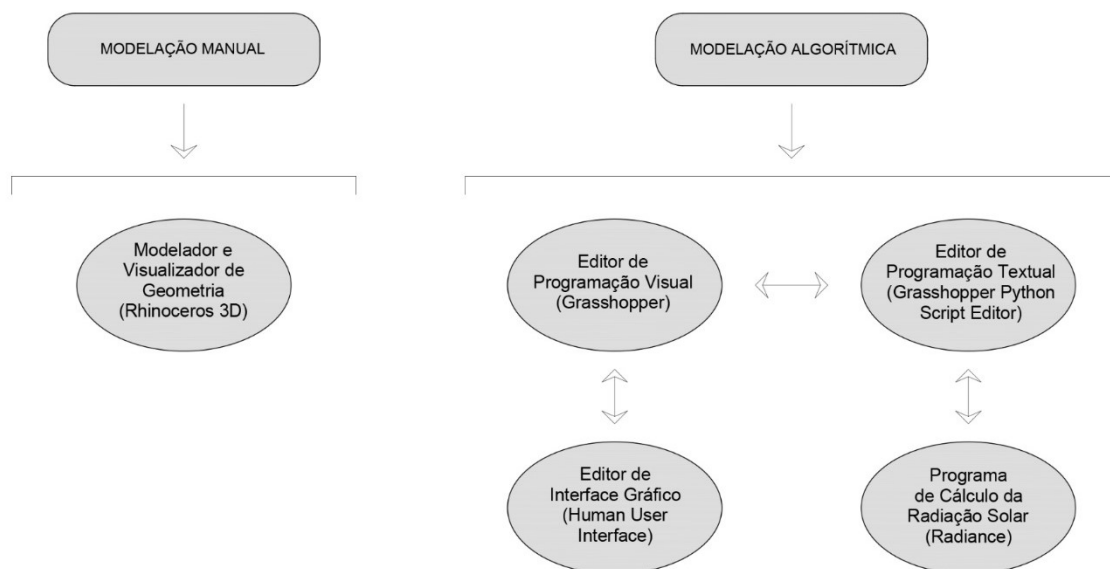 MODELAÇÃO MANUAL
MODELAÇÃO ALGORÍTMICA
Modelador e
Visualizador de
Geometria
(Rhinoceros 3D)
Editor de
Programação Visual
(Grasshopper)
Editor de
Programação Textual
(Grasshopper Python
Script Editor)
Editor de
Interface Gráfico
(Human User
Interface)
Programa
de Cálculo da
Radiação Solar
(Radiance)